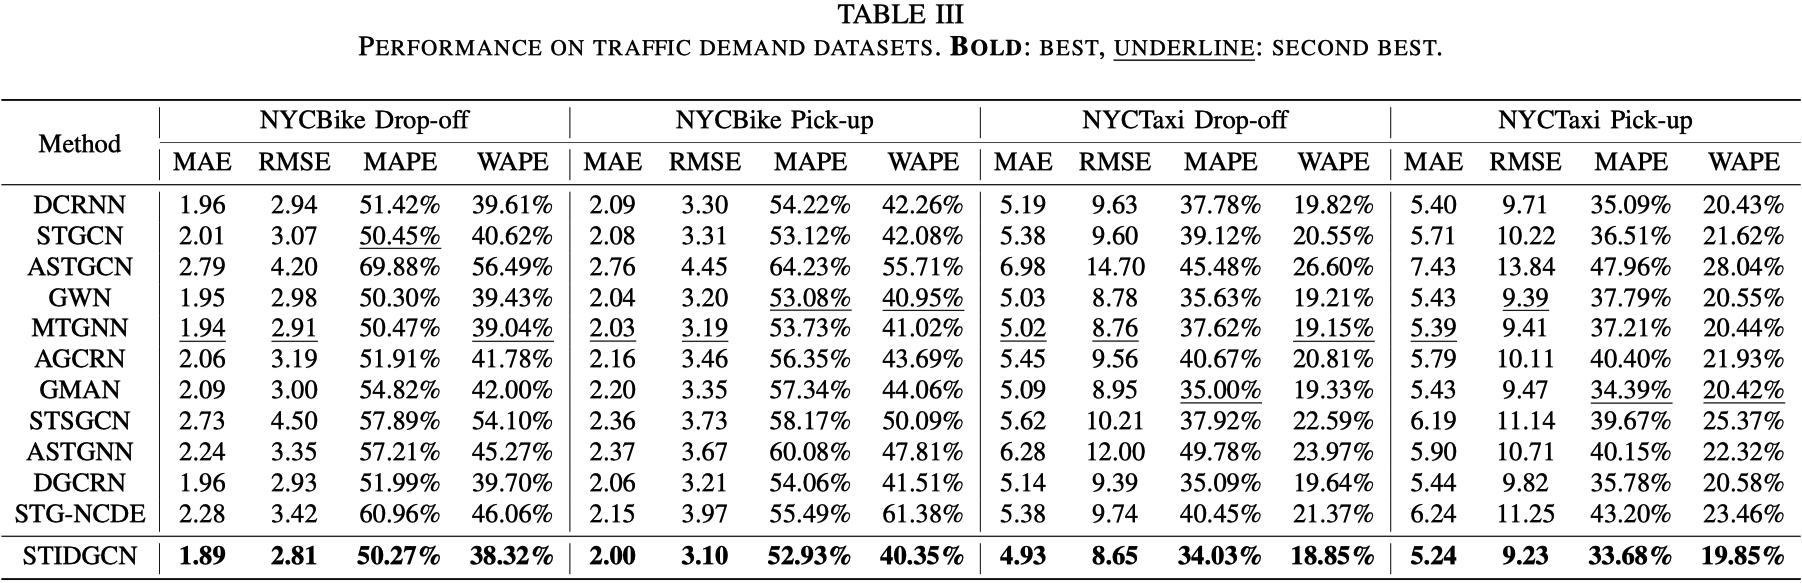 TABLE III
PERFORMANCE ON TRAFFIC DEMAND DATASETS. BOLD: BEST, UNDERLINE: SECOND BEST.
Method NYCBike Drop-off NYCBike Pick-up NYCTaxi Drop-off NYCTaxi Pick-up
MAE RMSE MAPE WAPE MAE RMSE MAPE WAPE MAE RMSE MAPE WAPE MAE RMSE MAPE WAPE
DCRNN 1.96 2.94 51.42% 39.61% 2.09 3.30 54.22% 42.26% 5.19 9.63 37.78% 19.82% 5.40 9.71 35.09% 20.43%
STGCN 2.01 3.07 50.45% 40.62% 2.08 3.31 53.12% 42.08% 5.38 9.60 39.12% 20.55% 5.71 10.22 36.51% 21.62%
ASTGCN 2.79 4.20 69.88% 56.49% 2.76 4.45 64.23% 55.71% 6.98 14.70 45.48% 26.60% 7.43 13.84 47.96% 28.04%
GWN 1.95 2.98 50.30% 39.43% 2.04 3.20 53.08% 40.95% 5.03 8.78 35.63% 19.21% 5.43 9.39 37.79% 20.55%
MTGNN 1.94 2.91 50.47% 39.04% 2.03 3.19 53.73% 41.02% 5.02 8.76 37.62% 19.15% 5.39 9.41 37.21% 20.44%
AGCRN 2.06 3.19 51.91% 41.78% 2.16 3.46 56.35% 43.69% 5.45 9.56 40.67% 20.81% 5.79 10.11 40.40% 21.93%
GMAN 2.09 3.00 54.82% 42.00% 2.20 3.35 57.34% 44.06% 5.09 8.95 35.00% 19.33% 5.43 9.47 34.39% 20.42%
STSGCN 2.73 4.50 57.89% 54.10% 2.36 3.73 58.17% 50.09% 5.62 10.21 37.92% 22.59% 6.19 11.14 39.67% 25.37%
ASTGNN 2.24 3.35 57.21% 45.27% 2.37 3.67 60.08% 47.81% 6.28 12.00 49.78% 23.97% 5.90 10.71 40.15% 22.32%
DGCRN 1.96 2.93 51.99% 39.70% 2.06 3.21 54.06% 41.51% 5.14 9.39 35.09% 19.64% 5.44 9.82 35.78% 20.58%
STG-NCDE 2.28 3.42 60.96% 46.06% 2.15 3.97 55.49% 61.38% 5.38 9.74 40.45% 21.37% 6.24 11.25 43.20% 23.46%
STIDGCN 1.89 2.81 50.27% 38.32% 2.00 3.10 52.93% 40.35% 4.93 8.65 34.03% 18.85% 5.24 9.23 33.68% 19.85%